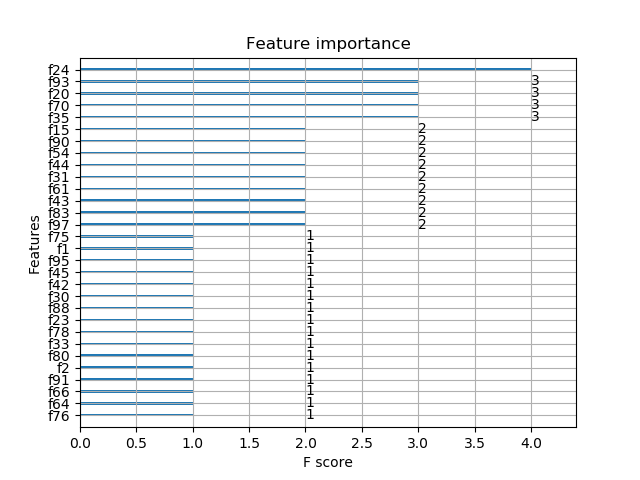 Feature importance
f24
f93 3
f20 3
f70 3
f35 3
f15 2
f90 2
f54 2
f44 2
f31 2
f61 2
f43 2
f83 2
f97 2
f75 1
f1 1
f95 1
f45 1
f42 1
f30 1
f88 1
f23 1
f78 1
f33 1
f80 1
f2 1
f91 1
f66 1
f64 1
f76 1
Features
0.0 0.5 1.0 1.5 2.0 2.5 3.0 3.5 4.0
F score